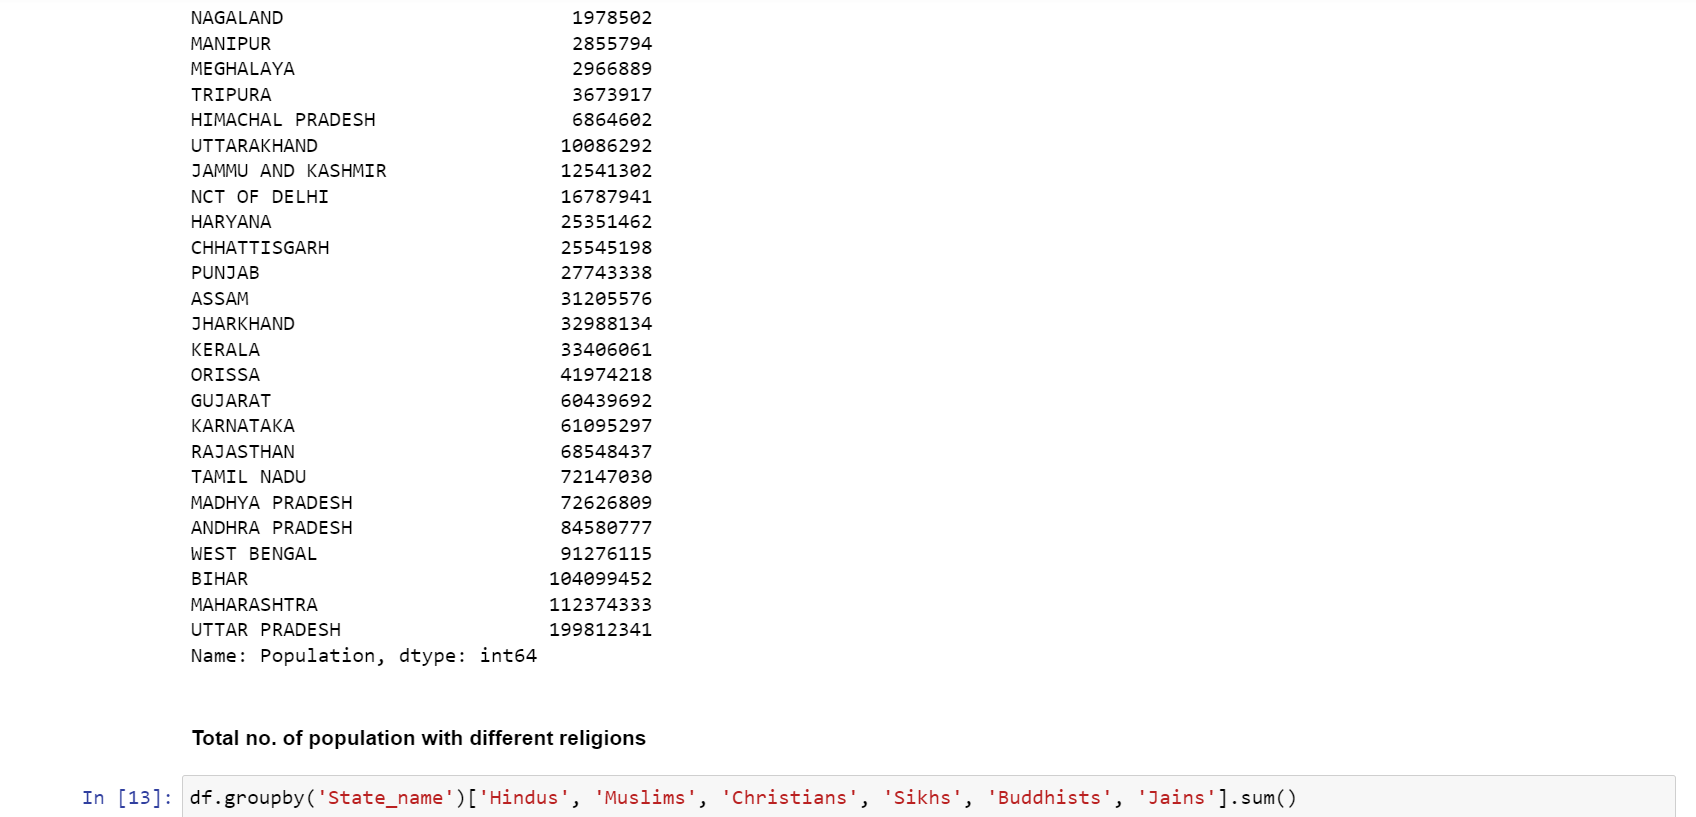 NAGALAND 1978502
MANIPUR 2855794
MEGHALAYA 2966889
TRIPURA 3673917
HIMACHAL PRADESH 6864602
UTTARAKHAND 10086292
JAMMU AND KASHMIR 12541302
NCT OF DELHI 16787941
HARYANA 25351462
CHHATTISGARH 25545198
PUNJAB 27743338
ASSAM 31205576
JHARKHAND 32988134
KERALA 33406061
ORISSA 41974218
GUJARAT 60439692
KARNATAKA 61095297
RAJASTHAN 68548437
TAMIL NADU 72147030
MADHYA PRADESH 72626809
ANDHRA PRADESH 84580777
WEST BENGAL 91276115
BIHAR 104099452
MAHARASHTRA 112374333
UTTAR PRADESH 199812341
Name: Population, dtype: int64
Total no. of population with different religions
In [13]: df.groupby('State_name')['Hindus', 'Muslims', 'Christians', 'Sikhs', 'Buddhists', 'Jains'].sum()